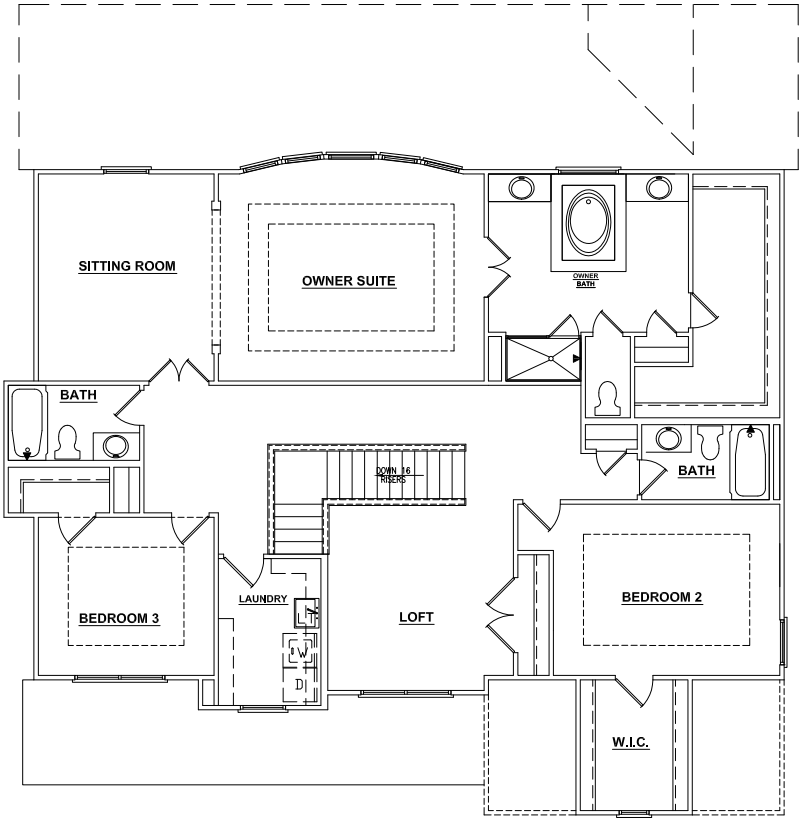 SITTING ROOM
OWNER SUITE
OWNER
BATH
BATH
DOWN 16
RISERS
BATH
LAUNDRY
BEDROOM 3
LOFT
BEDROOM 2
W
D
W.I.C.